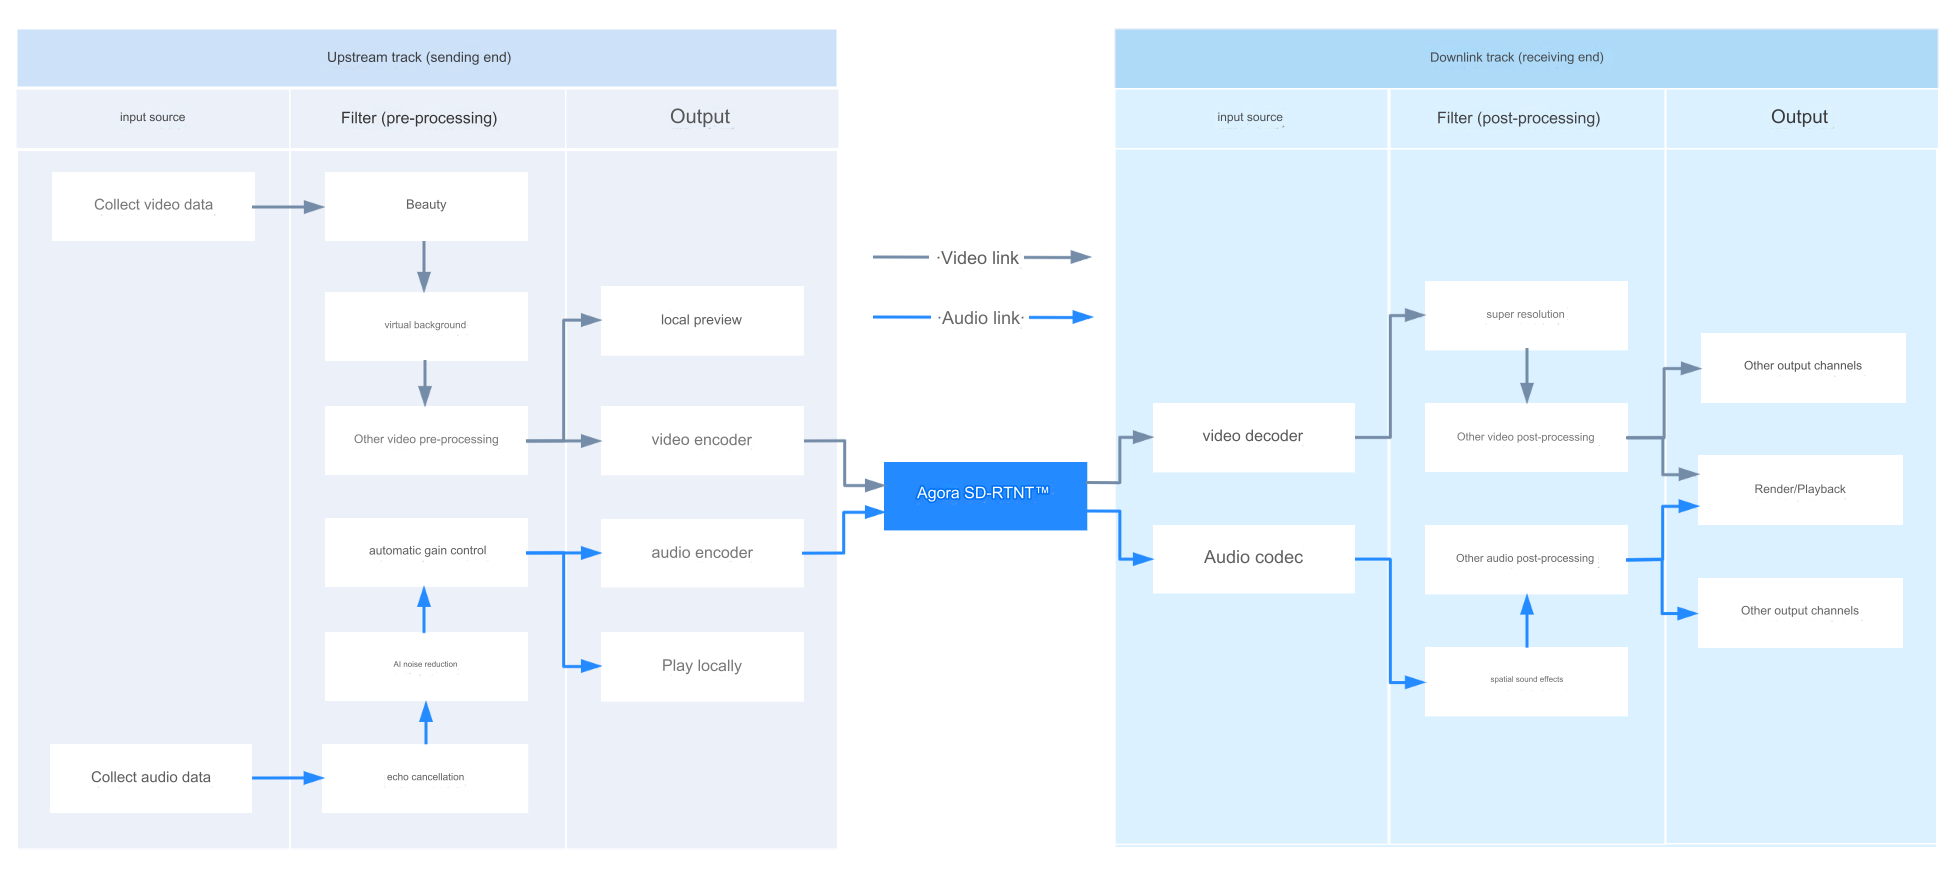 Upstream track (sending end)
input source
Filter (pre-processing)
Output
Collect video data
Beauty
virtual background
local preview
Other video pre-processing
video encoder
automatic gain control
audio encoder
AI noise reduction
Play locally
Collect audio data
echo cancellation
Video link
Audio link
Agora SD-RTNT™
Downlink track (receiving end)
input source
Filter (post-processing)
Output
super resolution
Other output channels
video decoder
Other video post-processing
Render/Playback
Audio codec
Other audio post-processing
Other output channels
spatial sound effects